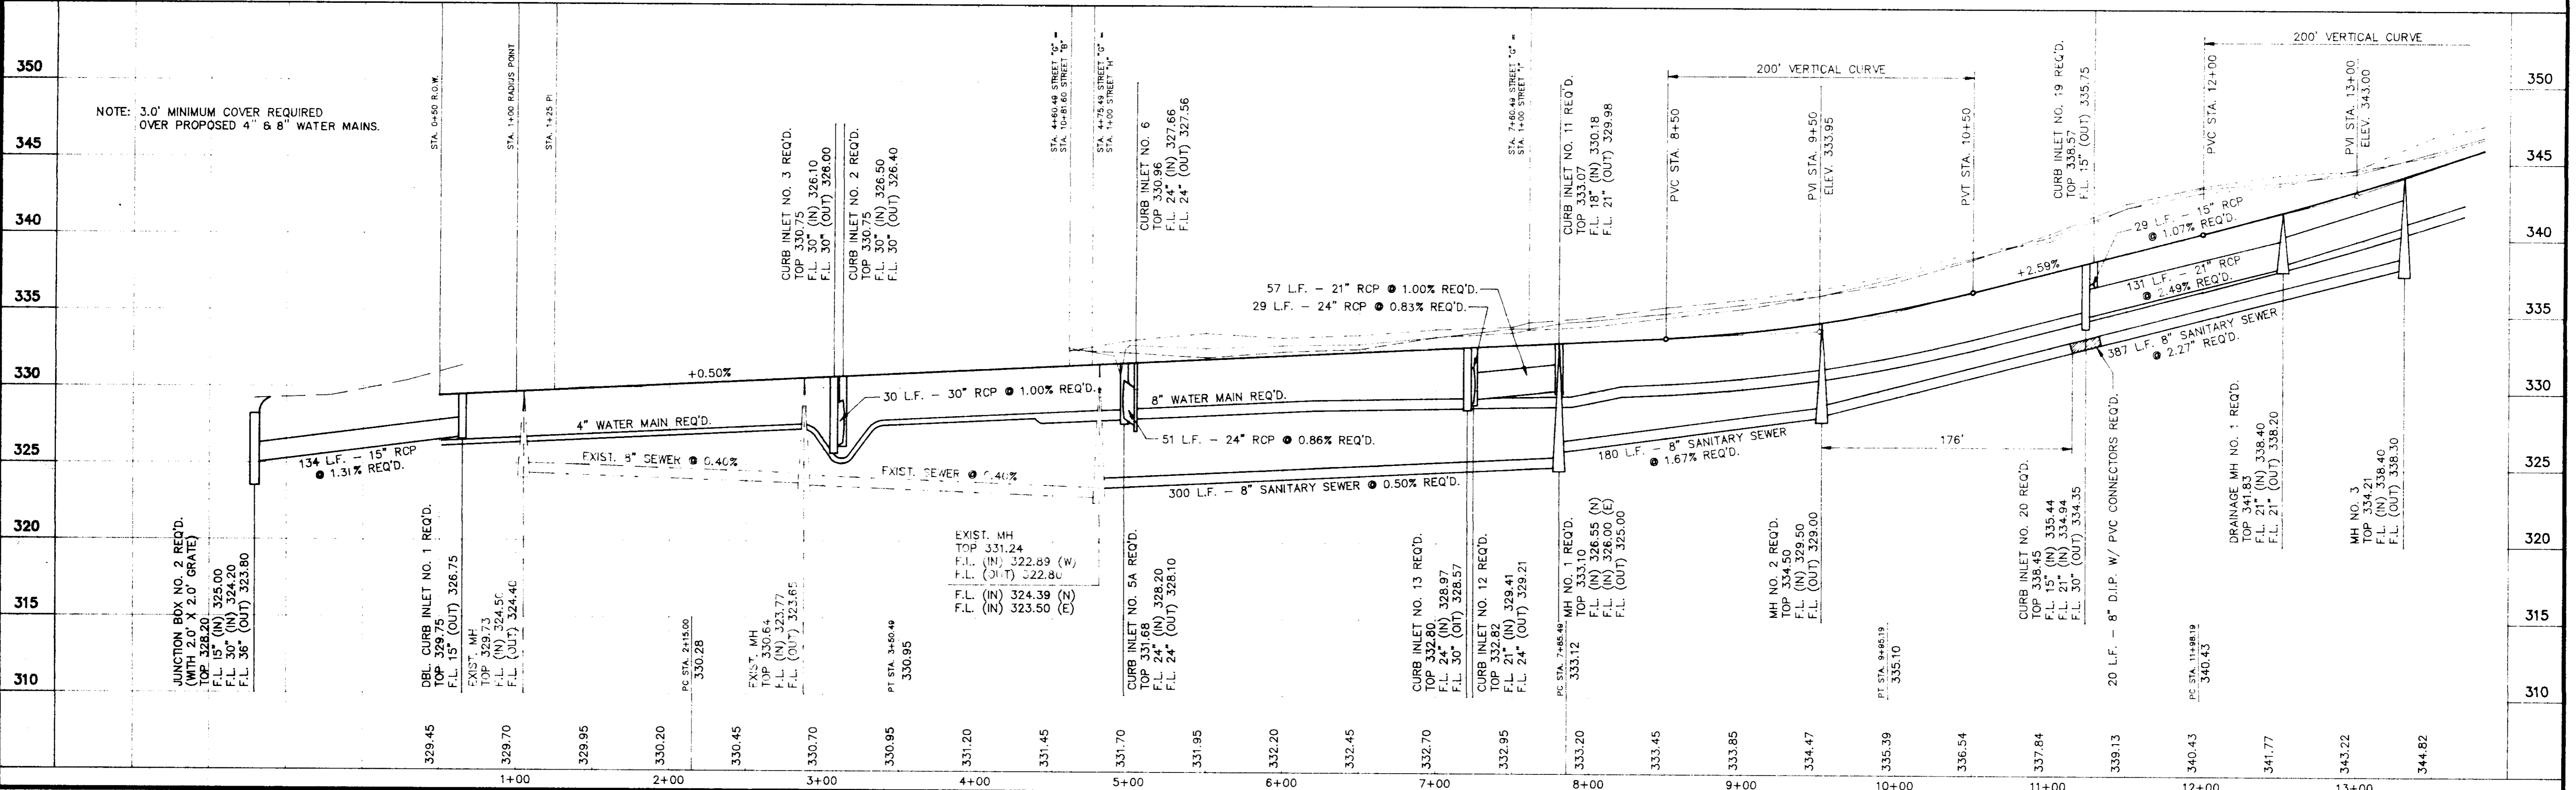 350
345
340
335
330
325
320
315
310
NOTE: 3.0' MINIMUM COVER REQUIRED
OVER PROPOSED 4" & 8" WATER MAINS.
STA. 0+50 R.O.W.
STA. 1+00 RADIUS POINT
STA. 1+25 PI
CURB INLET NO. 3 REQ'D.
TOP 330.75
F.L. 30" (IN) 326.10
F.L. 30" (OUT) 326.00
CURB INLET NO. 2 REQ'D.
TOP 330.75
F.L. 30" (IN) 326.50
F.L. 30" (OUT) 326.40
STA. 4+60.49 STREET "G" =
STA. 10+81.60 STREET "B"
STA. 4+75.49 STREET "G" =
STA. 1+00 STREET "H"
CURB INLET NO. 6
TOP 330.96
F.L. 24" (IN) 327.66
F.L. 24" (OUT) 327.56
STA. 7+60.49 STREET "G" =
STA. 1+00 STREET "I"
CURB INLET NO. 11 REQ'D.
TOP 333.07
F.L. 18" (IN) 330.18
F.L. 21" (OUT) 329.98
200' VERTICAL CURVE
PVC STA. 8+50
PVI STA. 9+50
ELEV. 333.95
PVT STA. 10+50
CURB INLET NO. 19 REQ'D.
TOP 338.57
F.L. 15" (OUT) 335.75
200' VERTICAL CURVE
PVC STA. 12+00
PVI STA. 13+00
ELEV. 343.00
+0.50%
+2.59%
57 L.F. - 21" RCP @ 1.00% REQ'D.
29 L.F. - 24" RCP @ 0.83% REQ'D.
29 L.F. - 15" RCP
@ 1.07% REQ'D.
131 L.F. - 21" RCP
@ 2.49% REQ'D.
387 L.F. 8" SANITARY SEWER
@ 2.27" REQ'D.
30 L.F. - 30" RCP @ 1.00% REQ'D.
8" WATER MAIN REQ'D.
51 L.F. - 24" RCP @ 0.86% REQ'D.
4" WATER MAIN REQ'D.
134 L.F. - 15" RCP
@ 1.31% REQ'D.
EXIST. 8" SEWER @ 0.40%
EXIST. SEWER @ 0.40%
300 L.F. - 8" SANITARY SEWER @ 0.50% REQ'D.
180 L.F. - 8" SANITARY SEWER
@ 1.67% REQ'D.
176'
JUNCTION BOX NO. 2 REQ'D.
(WITH 2.0' X 2.0' GRATE)
TOP 328.20
F.L. 15" (IN) 325.00
F.L. 30" (IN) 324.20
F.L. 36" (OUT) 323.80
DBL. CURB INLET NO. 1 REQ'D.
TOP 329.75
F.L. 15" (OUT) 326.75
EXIST. MH
TOP 329.73
F.L. (IN) 324.50
F.L. (OUT) 324.40
PC STA. 2+15.00
330.28
EXIST. MH
TOP 330.64
F.L. (IN) 323.77
F.L. (OUT) 323.65
PT STA. 3+50.49
330.95
EXIST. MH
TOP 331.24
F.L. (IN) 322.89 (W)
F.L. (OUT) 322.80
F.L. (IN) 324.39 (N)
F.L. (IN) 323.50 (E)
CURB INLET NO. 5A REQ'D.
TOP 331.68
F.L. 24" (IN) 328.20
F.L. 24" (OUT) 328.10
CURB INLET NO. 13 REQ'D.
TOP 332.80
F.L. 24" (IN) 328.97
F.L. 30" (OIT) 328.57
CURB INLET NO. 12 REQ'D.
TOP 332.82
F.L. 21" (IN) 329.41
F.L. 24" (OUT) 329.21
PC STA. 7+85.49
333.12
MH NO. 1 REQ'D.
TOP 333.10
F.L. (IN) 326.55 (N)
F.L. (IN) 326.00 (E)
F.L. (OUT) 325.00
MH NO. 2 REQ'D.
TOP 334.50
F.L. (IN) 329.50
F.L. (OUT) 329.00
PT STA. 9+95.19
335.10
CURB INLET NO. 20 REQ'D.
TOP 338.45
F.L. 15" (IN) 335.44
F.L. 21" (IN) 334.94
F.L. 30" (OUT) 334.35
20 L.F. - 8" D.I.P. W/ PVC CONNECTORS REQ'D.
PC STA. 11+98.19
340.43
DRAINAGE MH NO. 1 REQ'D.
TOP 341.83
F.L. 21" (IN) 338.40
F.L. 21" (OUT) 338.20
MH NO. 3
TOP 334.21
F.L. (IN) 338.40
F.L. (OUT) 338.30
350
345
340
335
330
325
320
315
310
329.45
329.70
329.95
330.20
330.45
330.70
330.95
331.20
331.45
331.70
331.95
332.20
332.45
332.70
332.95
333.20
333.45
333.85
334.47
335.39
336.54
337.84
339.13
340.43
341.77
343.22
344.82
1+00
2+00
3+00
4+00
5+00
6+00
7+00
8+00
9+00
10+00
11+00
12+00
13+00